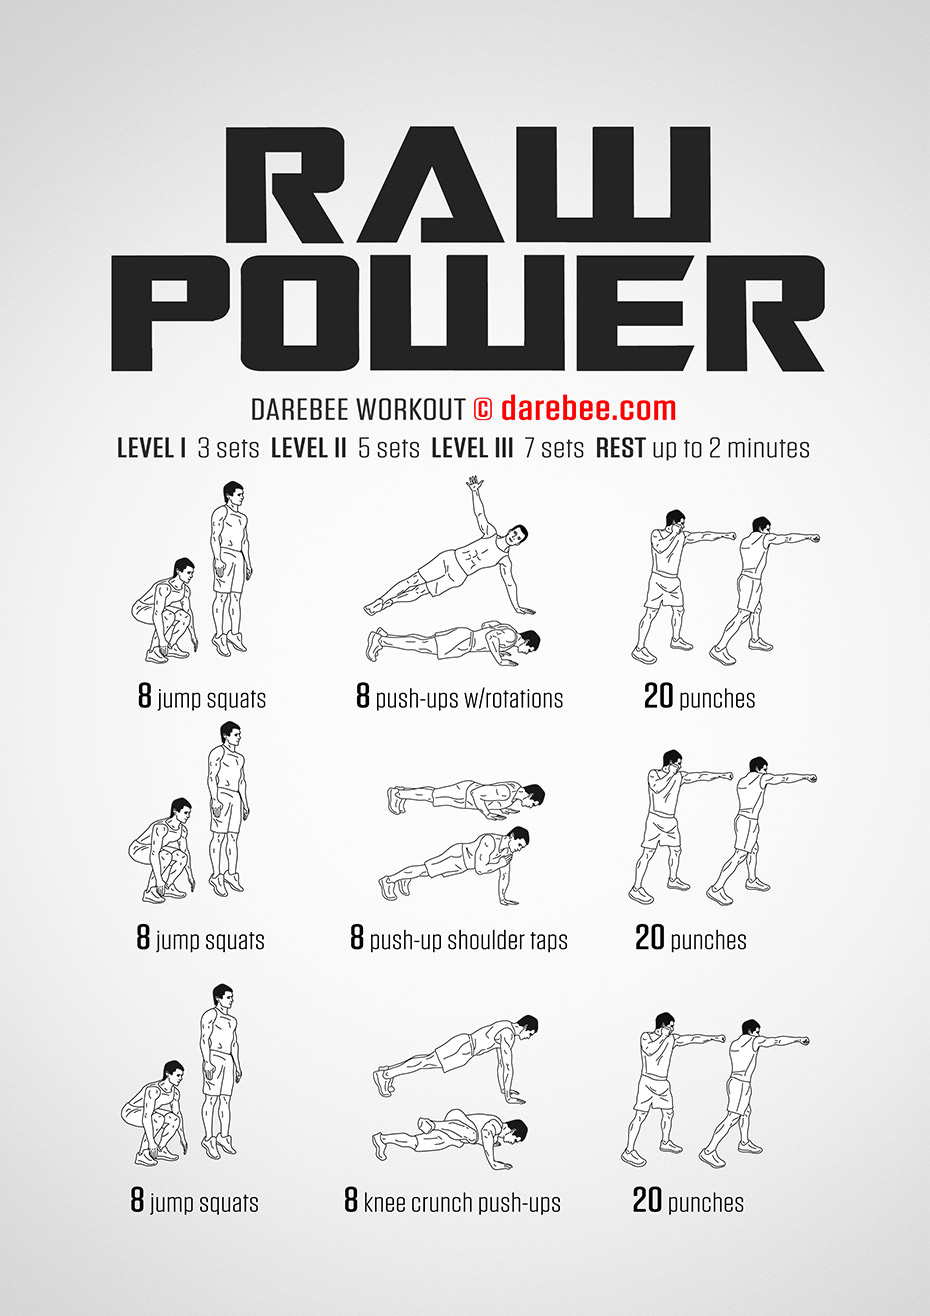 RAW
POWER
DAREBEE WORKOUT © darebee.com
LEVEL I 3 sets LEVEL II 5 sets LEVEL III 7 sets REST up to 2 minutes
8 jump squats
8 push-ups w/rotations
20 punches
8 jump squats
8 push-up shoulder taps
20 punches
8 jump squats
8 knee crunch push-ups
20 punches